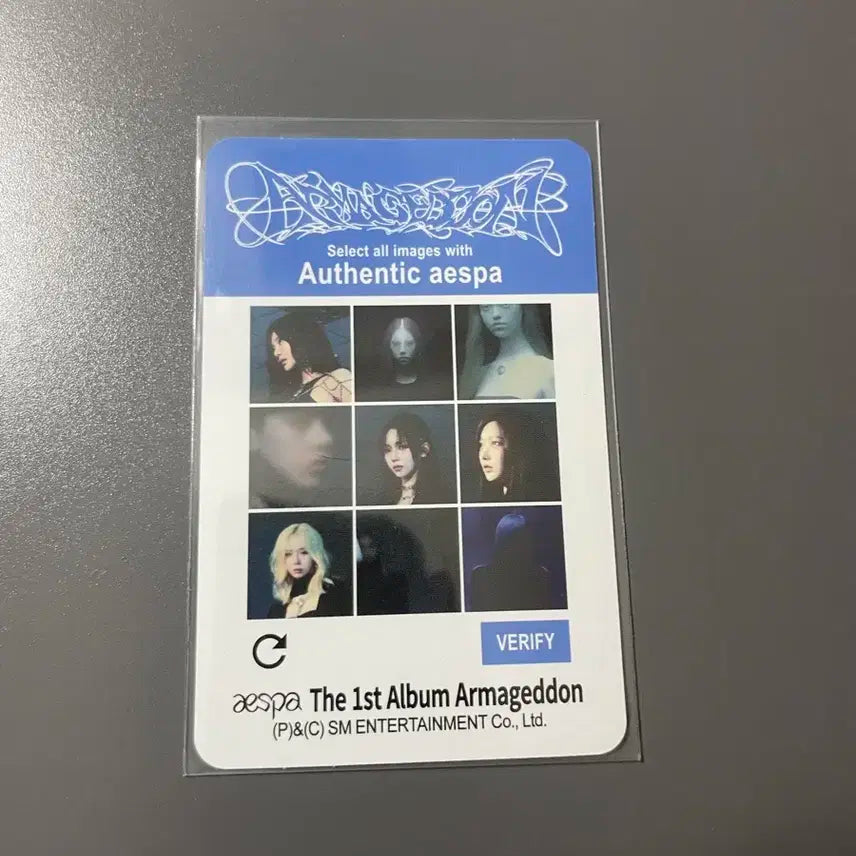 ARMAGEDDON
Select all images with
Authentic aespa
VERIFY
aespa The 1st Album Armageddon
(P)&(C) SM ENTERTAINMENT Co., Ltd.